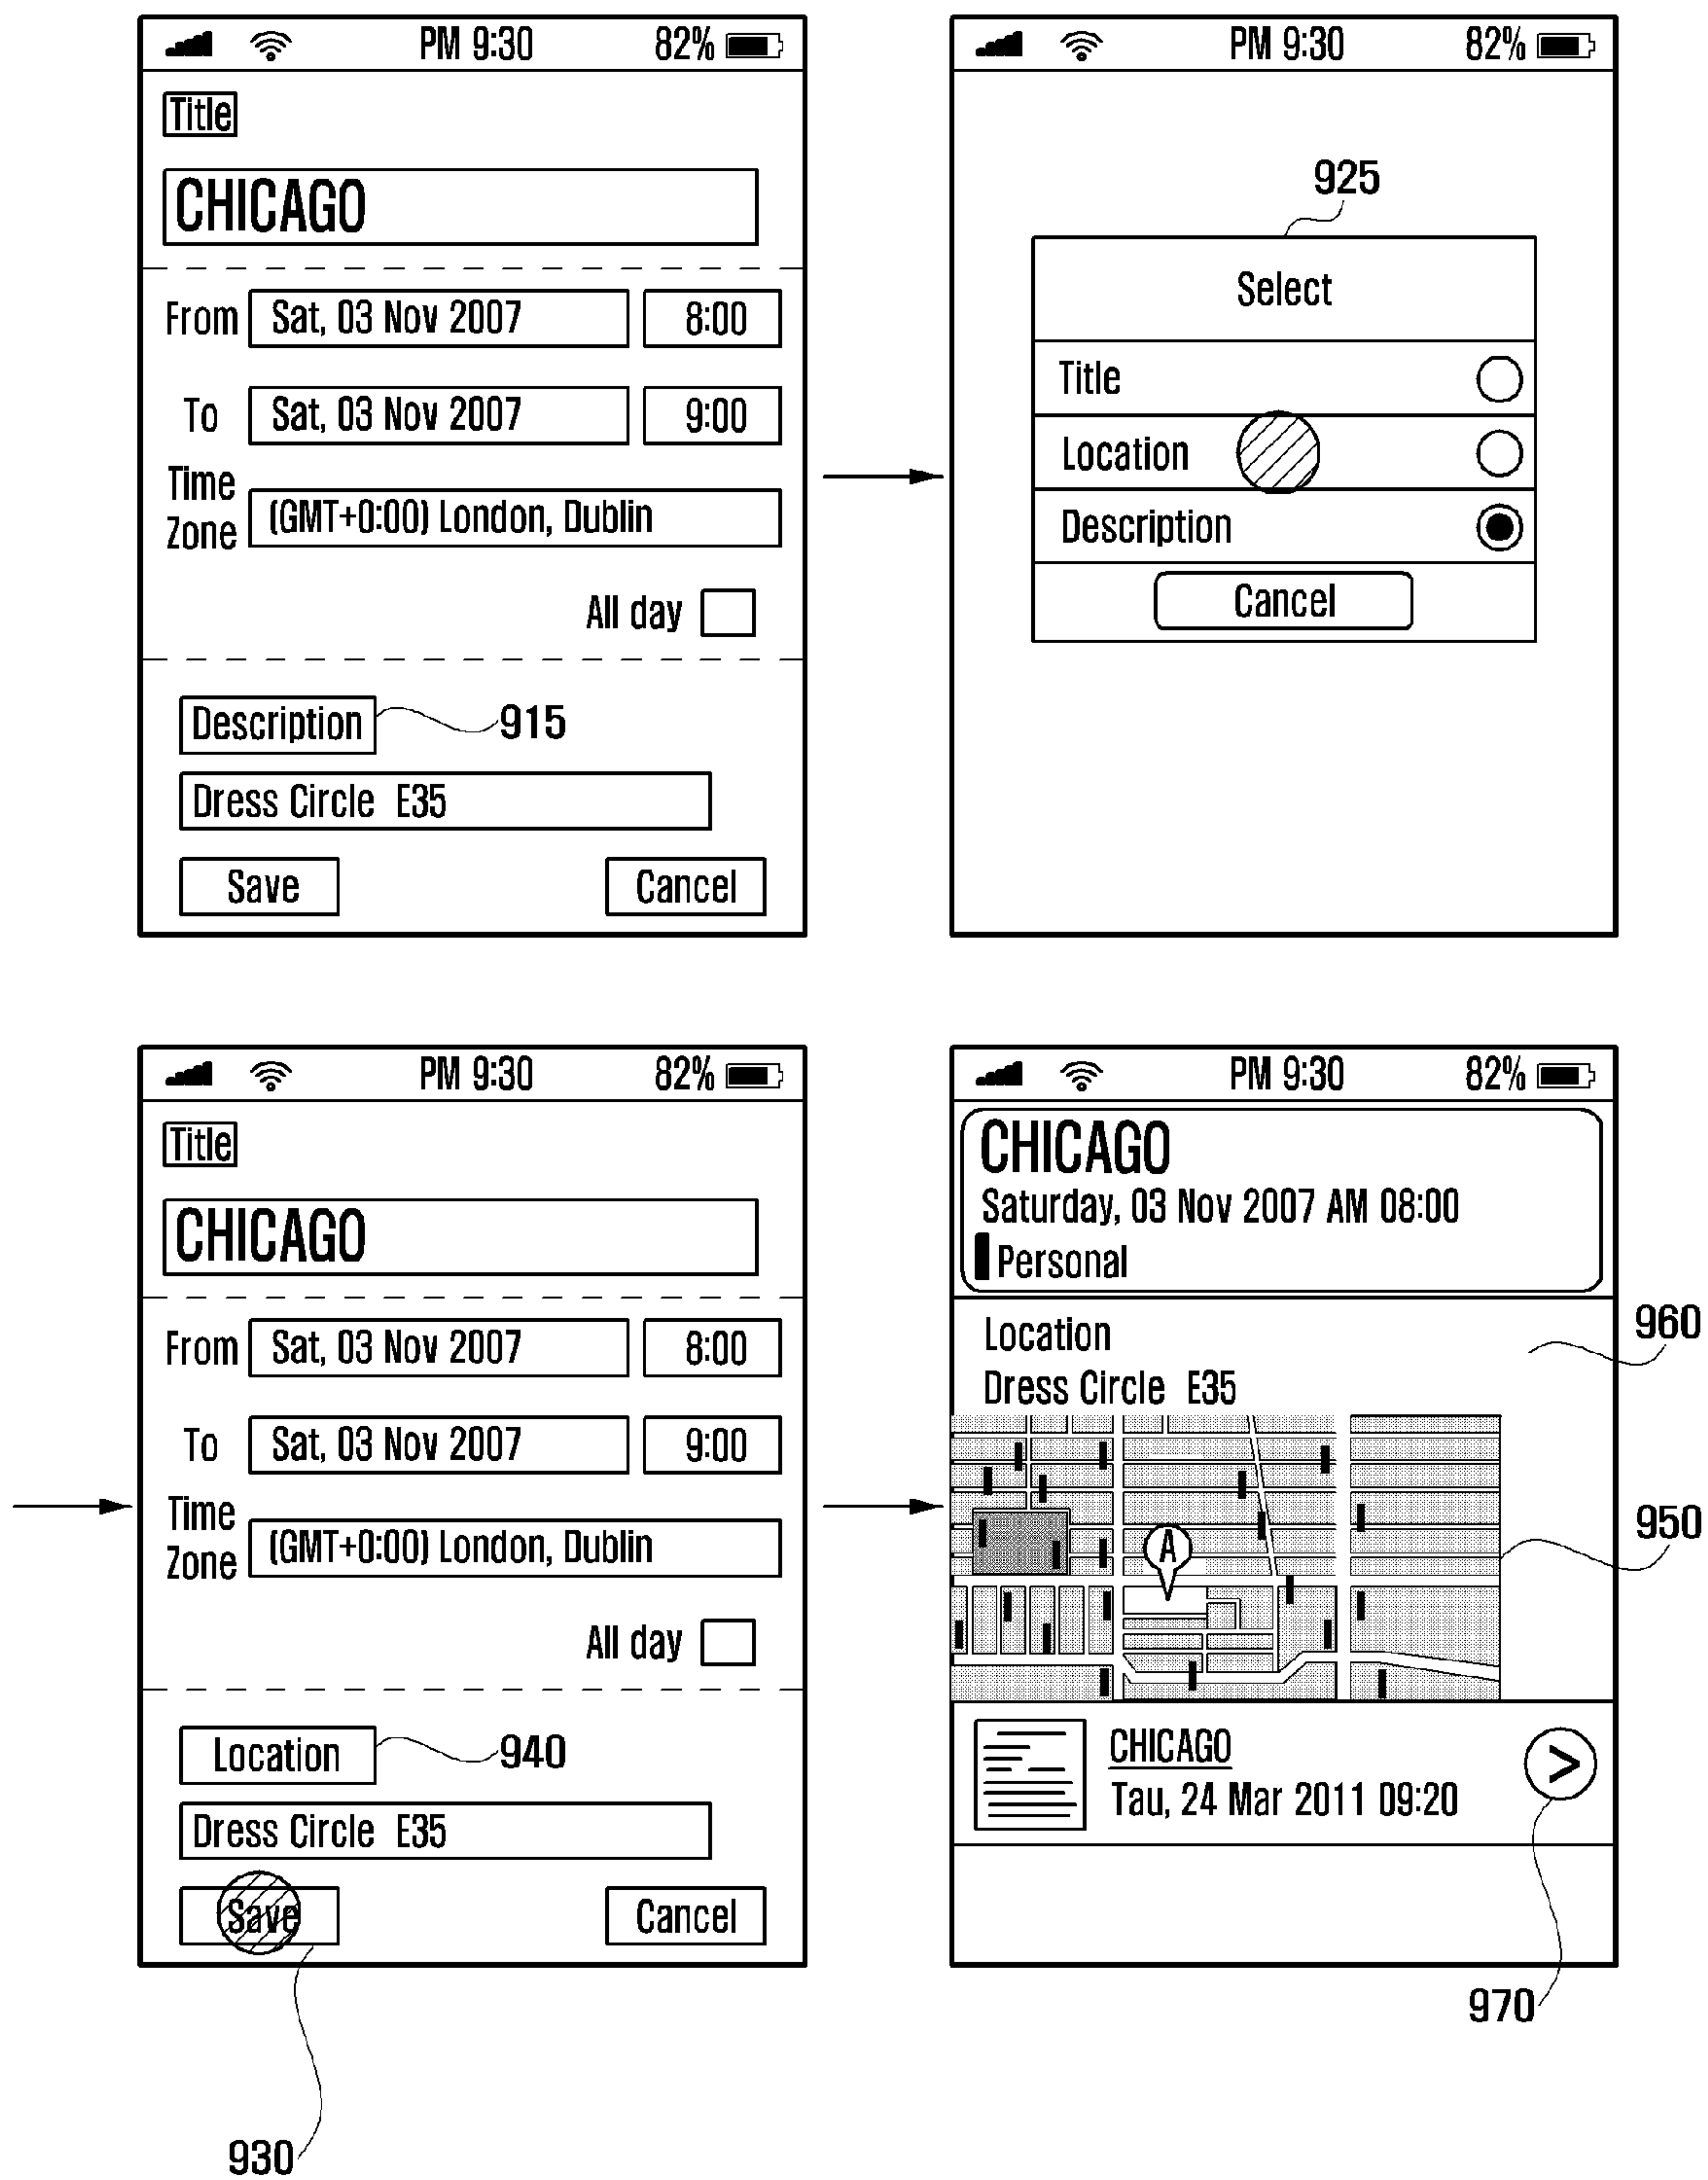 PM 9:30 82%
Title
CHICAGO
From Sat, 03 Nov 2007 8:00
To Sat, 03 Nov 2007 9:00
Time
Zone
(GMT+0:00) London, Dublin
All day
Description 915
Dress Circle E35
Save Cancel
PM 9:30 82%
925
Select
Title
Location
Description
Cancel
PM 9:30 82%
Title
CHICAGO
From Sat, 03 Nov 2007 8:00
To Sat, 03 Nov 2007 9:00
Time
Zone
(GMT+0:00) London, Dublin
All day
Location 940
Dress Circle E35
Save Cancel
930
PM 9:30 82%
CHICAGO
Saturday, 03 Nov 2007 AM 08:00
Personal
960
Location
Dress Circle E35
950
A
CHICAGO
Tau, 24 Mar 2011 09:20
>
970